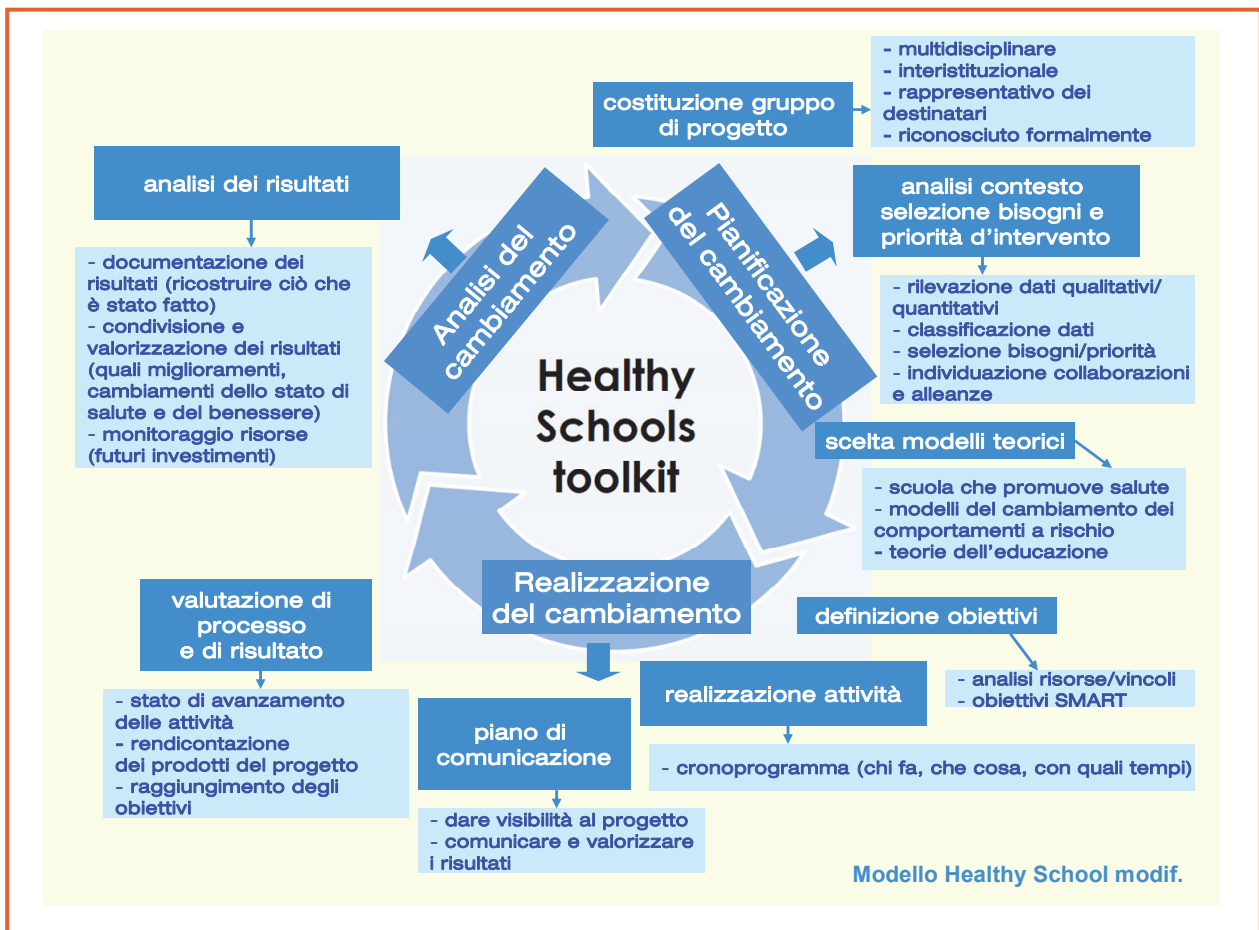 costituzione gruppo
di progetto
- multidisciplinare
- interistituzionale
- rappresentativo dei
destinatari
- riconosciuto formalmente
analisi dei risultati
- documentazione dei
risultati (ricostruire ciò che
è stato fatto)
- condivisione e
valorizzazione dei risultati
(quali miglioramenti,
cambiamenti dello stato di
salute e del benessere)
- monitoraggio risorse
(futuri investimenti)
Analisi del
cambiamento
Pianificazione
del cambiamento
analisi contesto
selezione bisogni e
priorità d'intervento
- rilevazione dati qualitativi/
quantitativi
- classificazione dati
- selezione bisogni/priorità
- individuazione collaborazioni
e alleanze
Healthy
Schools
toolkit
scelta modelli teorici
- scuola che promuove salute
- modelli del cambiamento dei
comportamenti a rischio
- teorie dell'educazione
Realizzazione
del cambiamento
definizione obiettivi
- analisi risorse/vincoli
- obiettivi SMART
realizzazione attività
- cronoprogramma (chi fa, che cosa, con quali tempi)
piano di
comunicazione
- dare visibilità al progetto
- comunicare e valorizzare
i risultati
valutazione di
processo
e di risultato
- stato di avanzamento
delle attività
- rendicontazione
dei prodotti del progetto
- raggiungimento degli
obiettivi
Modello Healthy School modif.